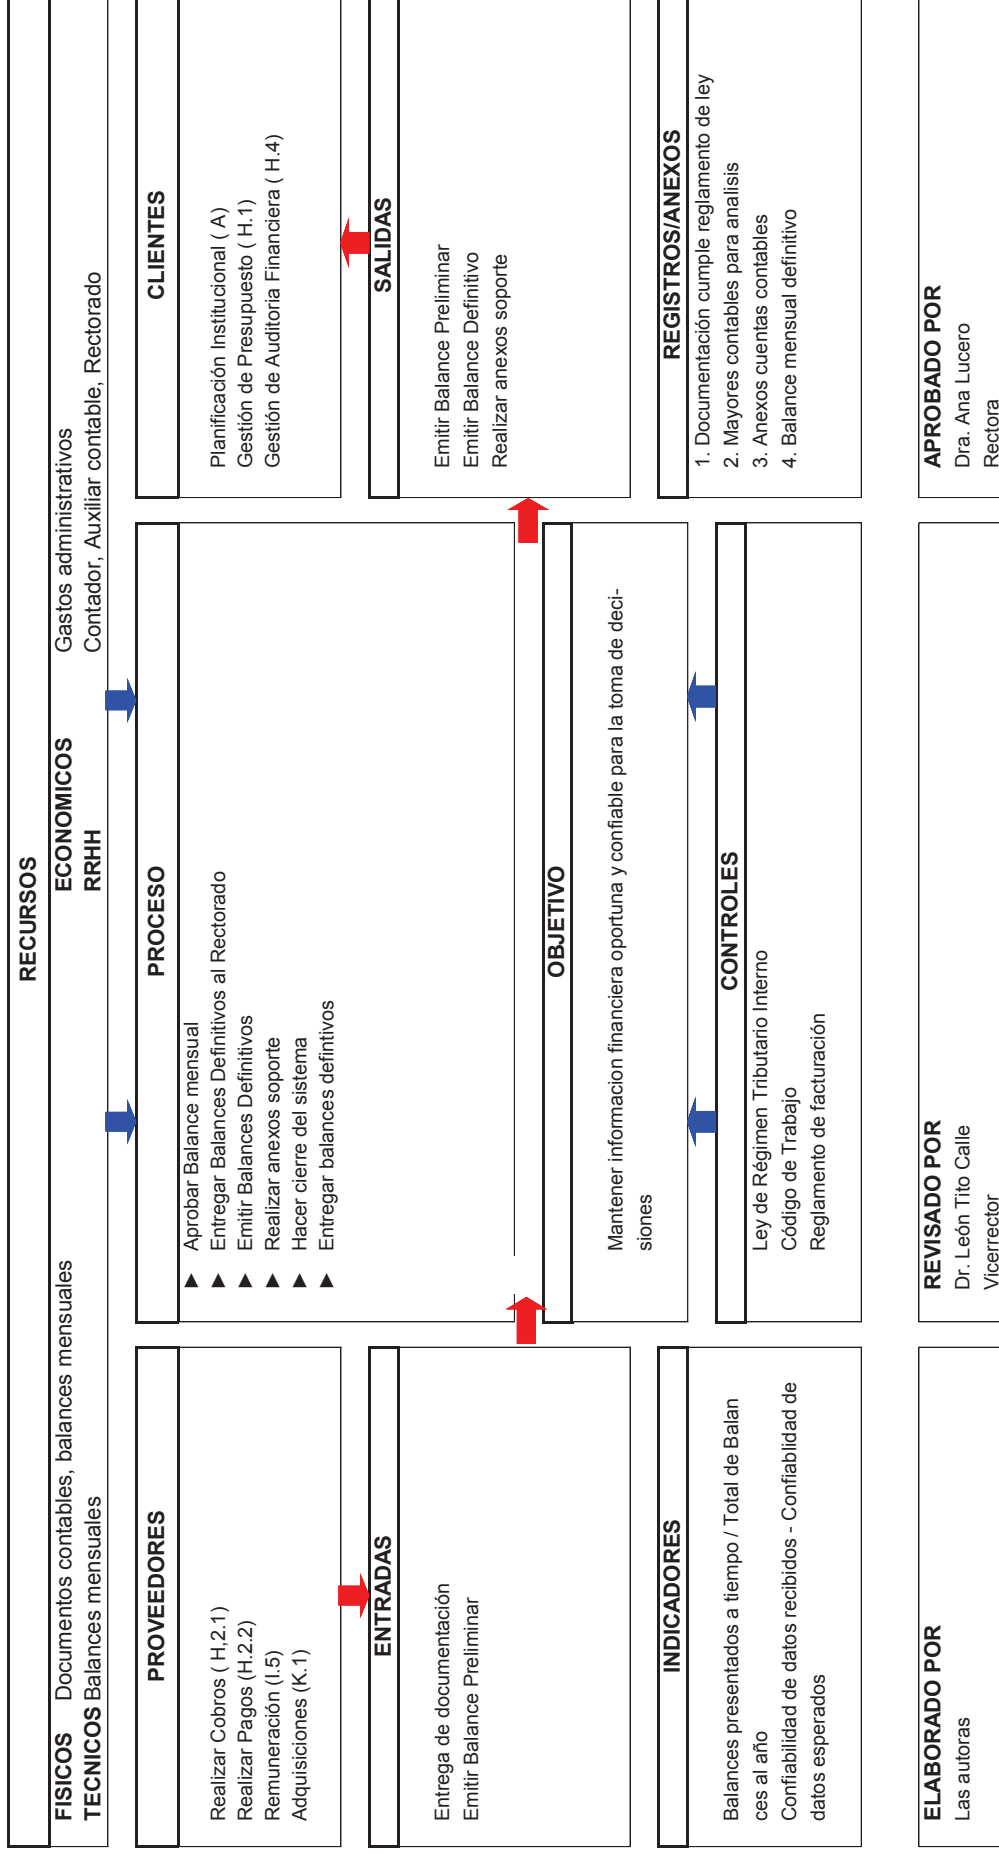 RECURSOS
FISICOS Documentos contables, balances mensuales
ECONOMICOS Gastos administrativos
TECNICOS Balances mensuales
RRHH Contador, Auxiliar contable, Rectorado
PROVEEDORES
Realizar Cobros ( H,2.1)
Realizar Pagos (H.2.2)
Remuneración (I.5)
Adquisiciones (K.1)
PROCESO
▶ Aprobar Balance mensual
▶ Entregar Balances Definitivos al Rectorado
▶ Emitir Balances Definitivos
▶ Realizar anexos soporte
▶ Hacer cierre del sistema
▶ Entregar balances defintivos
CLIENTES
Planificación Institucional ( A)
Gestión de Presupuesto ( H.1)
Gestión de Auditoria Financiera ( H.4)
ENTRADAS
Entrega de documentación
Emitir Balance Preliminar
SALIDAS
Emitir Balance Preliminar
Emitir Balance Definitivo
Realizar anexos soporte
OBJETIVO
Mantener informacion financiera oportuna y confiable para la toma de deci-
siones
INDICADORES
Balances presentados a tiempo / Total de Balan
ces al año
Confiabilidad de datos recibidos - Confiablidad de
datos esperados
CONTROLES
Ley de Régimen Tributario Interno
Código de Trabajo
Reglamento de facturación
REGISTROS/ANEXOS
1. Documentación cumple reglamento de ley
2. Mayores contables para analisis
3. Anexos cuentas contables
4. Balance mensual definitivo
ELABORADO POR
Las autoras
REVISADO POR
Dr. León Tito Calle
Vicerrector
APROBADO POR
Dra. Ana Lucero
Rectora